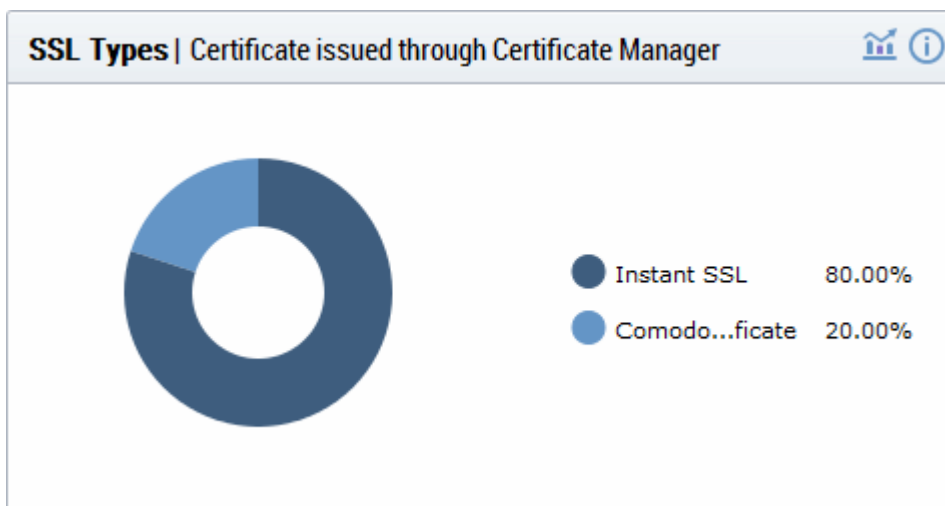 SSL Types | Certificate issued through Certificate Manager
Instant SSL 80.00%
Comodo...ficate 20.00%